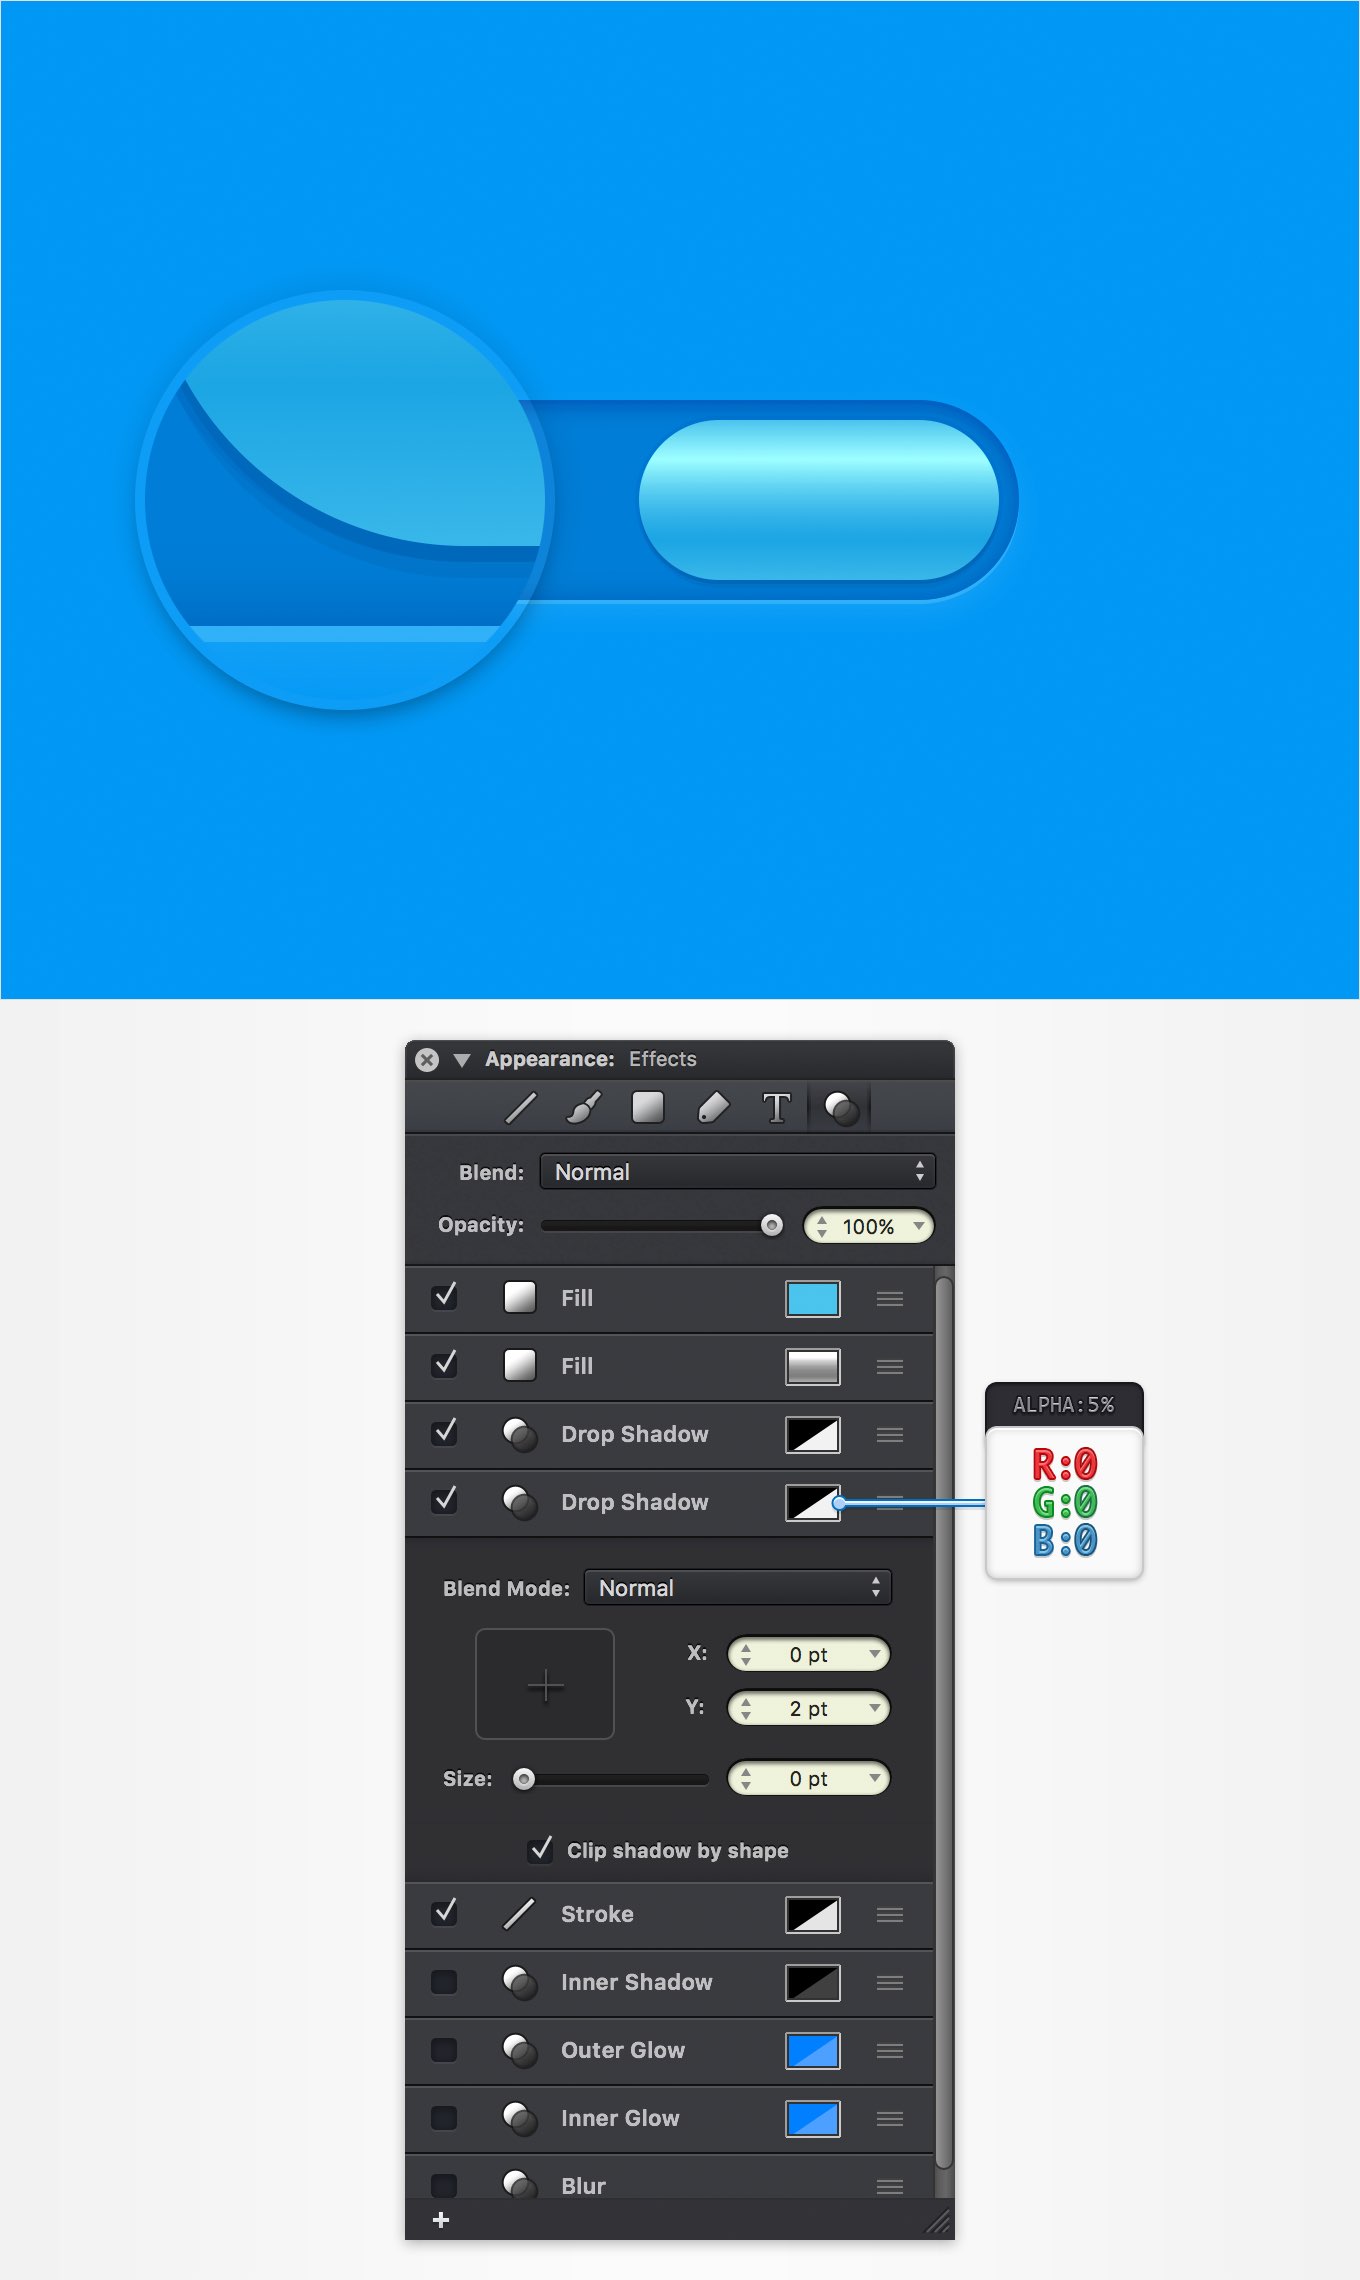 Appearance: Effects
T
Blend: Normal
Opacity: 100%
Fill
Fill
Drop Shadow
Drop Shadow
ALPHA:5%
R:0
G:0
B:0
Blend Mode: Normal
X: 0 pt
Y: 2 pt
Size: 0 pt
Clip shadow by shape
Stroke
Inner Shadow
Outer Glow
Inner Glow
Blur